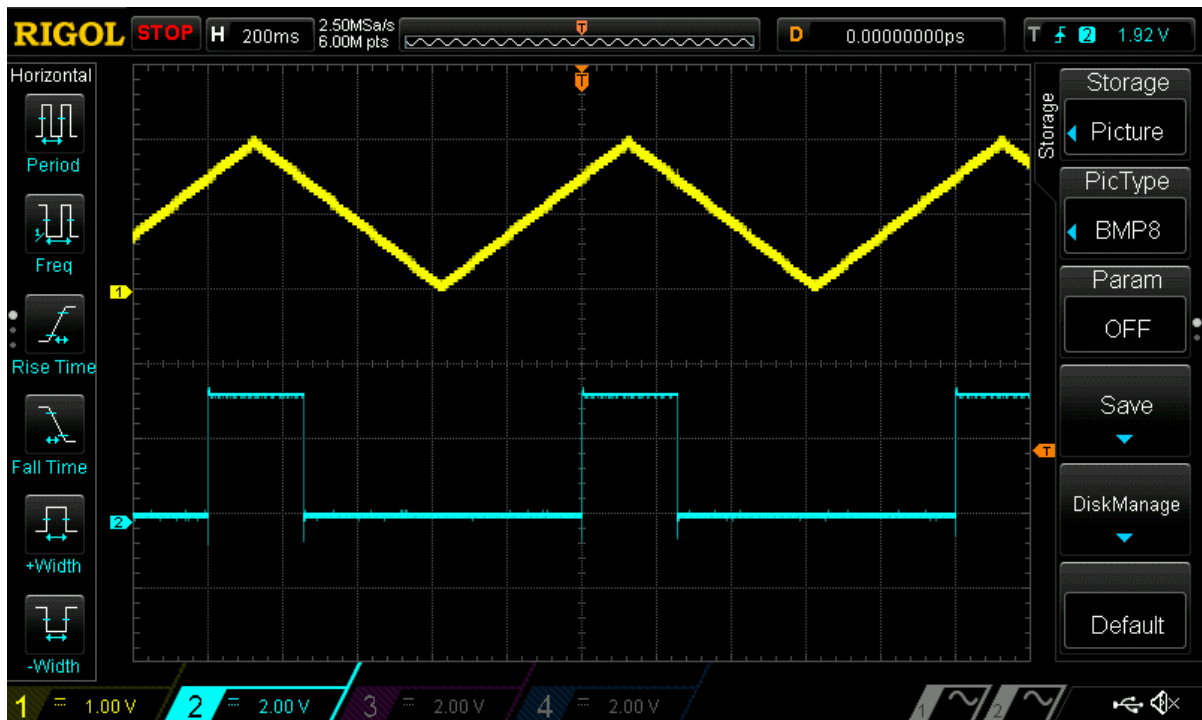 RIGOL STOP H 200ms 2.50MSa/s 6.00M pts T D 0.00000000ps T 2 1.92 V
Horizontal
Period
Freq
Rise Time
Fall Time
+Width
-Width
T
1
2
T
Storage
Storage
Picture
PicType
BMP8
Param
OFF
Save
DiskManage
Default
1 1.00 V 2 2.00 V 3 2.00 V 4 2.00 V 1 2